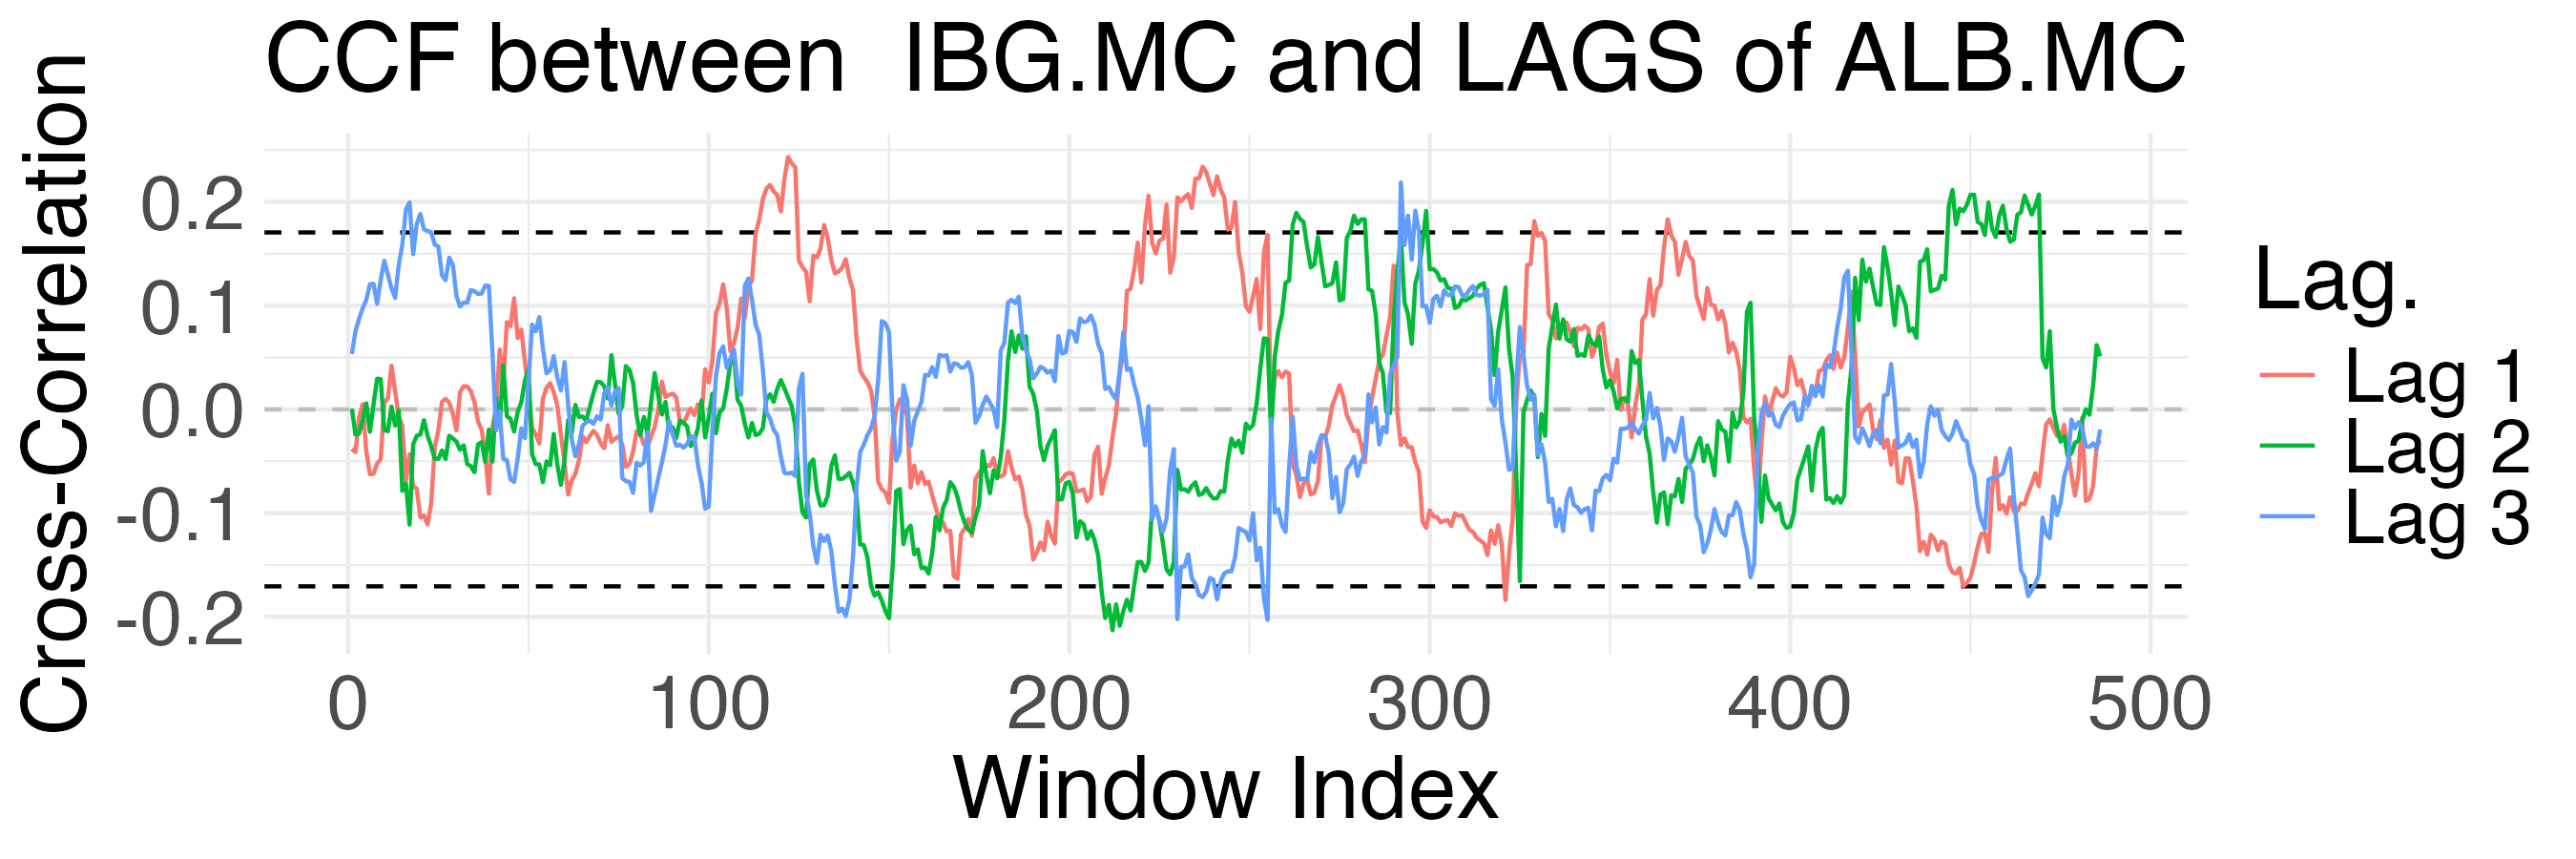 CCF between  IBG.MC and LAGS of ALB.MC
Cross-Correlation
0.2
0.1
0.0
-0.1
-0.2
0 100 200 300 400 500
Window Index
Lag.
Lag 1
Lag 2
Lag 3